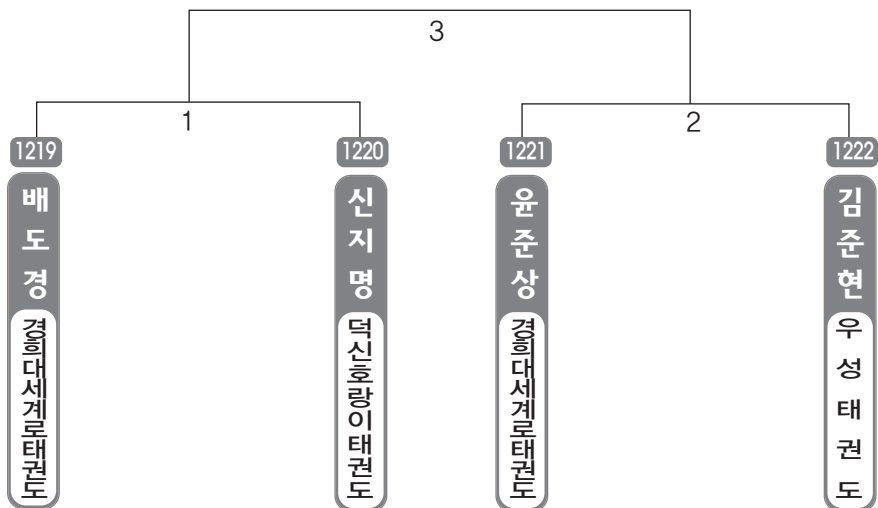 3
1
2
1219
1220
1221
1222
배도경
신지명
윤준상
김준현
경희대세계로태권도
덕신호랑이태권도
경희대세계로태권도
우성태권도